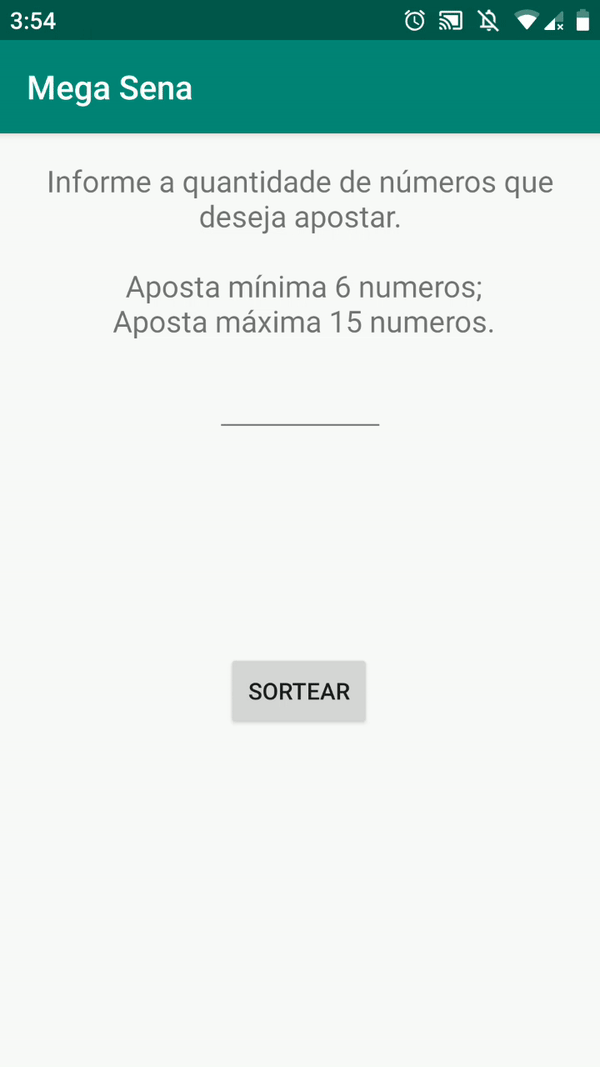 3:54
Mega Sena
Informe a quantidade de números que
deseja apostar.
Aposta mínima 6 numeros;
Aposta máxima 15 numeros.
SORTEAR